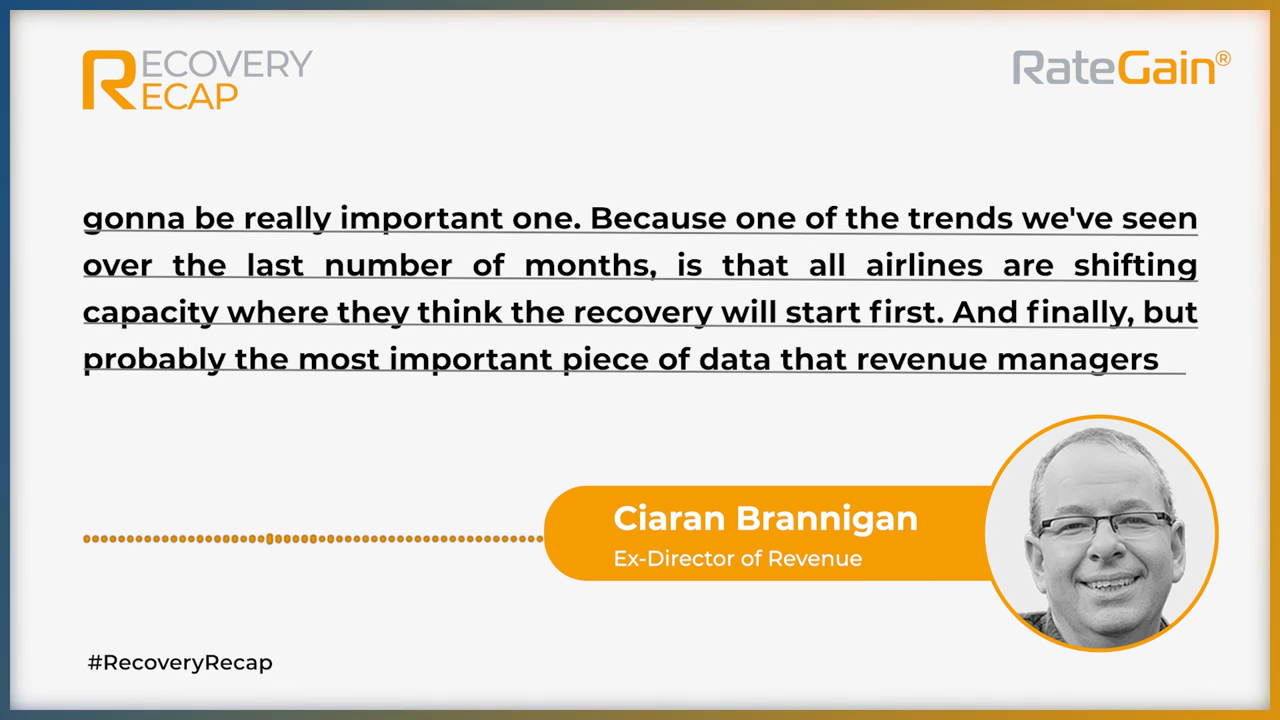 RECOVERY
RECAP
RateGain®
gonna be really important one. Because one of the trends we've seen
over the last number of months, is that all airlines are shifting
capacity where they think the recovery will start first. And finally, but
probably the most important piece of data that revenue managers
Ciaran Brannigan
Ex-Director of Revenue
#RecoveryRecap